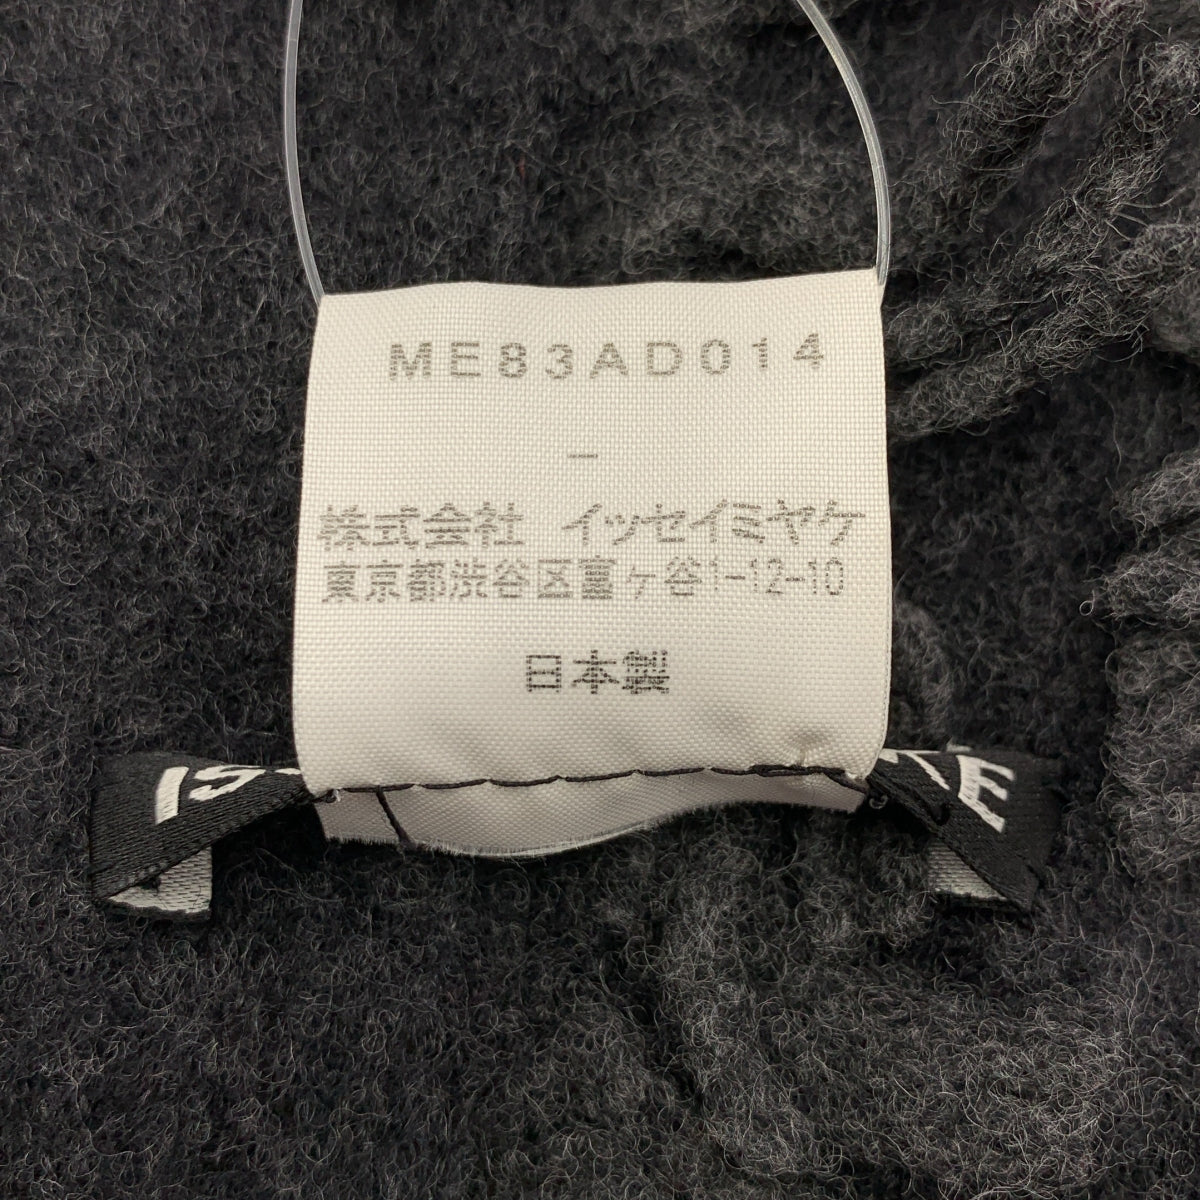 ME83AD014
—
株式会社 イッセイミヤケ
東京都渋谷区富ヶ谷1-12-10
日本製